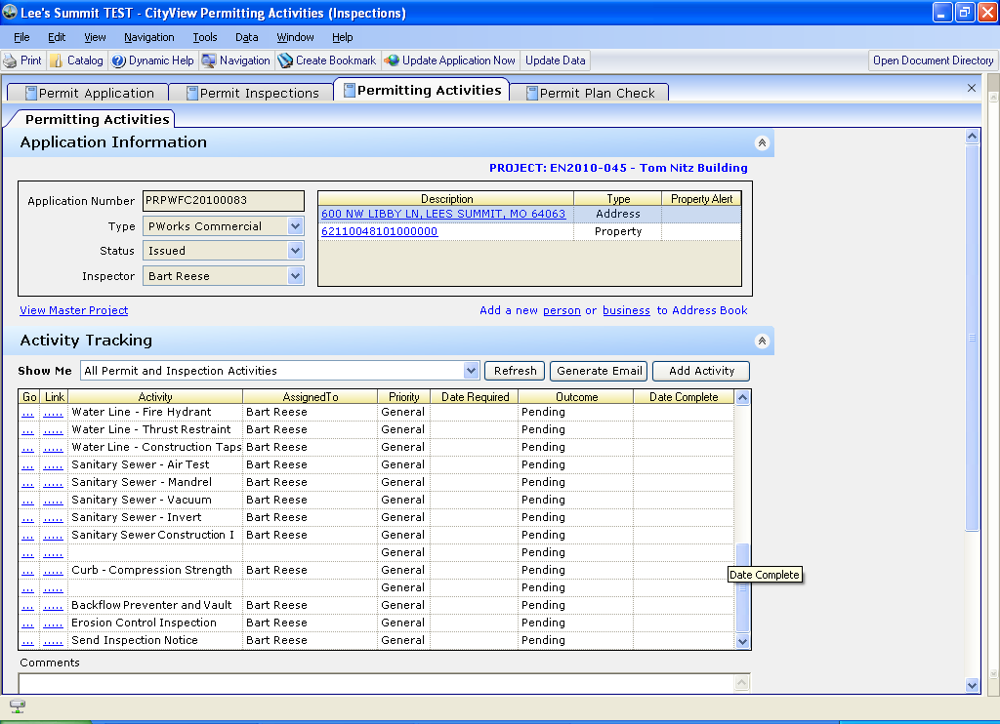 Lee's Summit TEST - CityView Permitting Activities (Inspections)
File Edit View Navigation Tools Data Window Help
Print Catalog Dynamic Help Navigation Create Bookmark Update Application Now Update Data Open Document Directory
Permit Application Permit Inspections Permitting Activities Permit Plan Check
Permitting Activities
Application Information
PROJECT: EN2010-045 - Tom Nitz Building
Application Number PRPWFC20100083
Type PWorks Commercial
Status Issued
Inspector Bart Reese
Description Type Property Alert
600 NW LIBBY LN, LEES SUMMIT, MO 64063 Address
62110048101000000 Property
View Master Project Add a new person or business to Address Book
Activity Tracking
Show Me All Permit and Inspection Activities Refresh Generate Email Add Activity
Go Link Activity AssignedTo Priority Date Required Outcome Date Complete
... ..... Water Line - Fire Hydrant Bart Reese General Pending
... ..... Water Line - Thrust Restraint Bart Reese General Pending
... ..... Water Line - Construction Taps Bart Reese General Pending
... ..... Sanitary Sewer - Air Test Bart Reese General Pending
... ..... Sanitary Sewer - Mandrel Bart Reese General Pending
... ..... Sanitary Sewer - Vacuum Bart Reese General Pending
... ..... Sanitary Sewer - Invert Bart Reese General Pending
... ..... Sanitary Sewer Construction I Bart Reese General Pending
... ..... General Pending
... ..... Curb - Compression Strength Bart Reese General Pending
... ..... General Pending
... ..... Backflow Preventer and Vault Bart Reese General Pending
... ..... Erosion Control Inspection Bart Reese General Pending
... ..... Send Inspection Notice Bart Reese General Pending
Date Complete
Comments